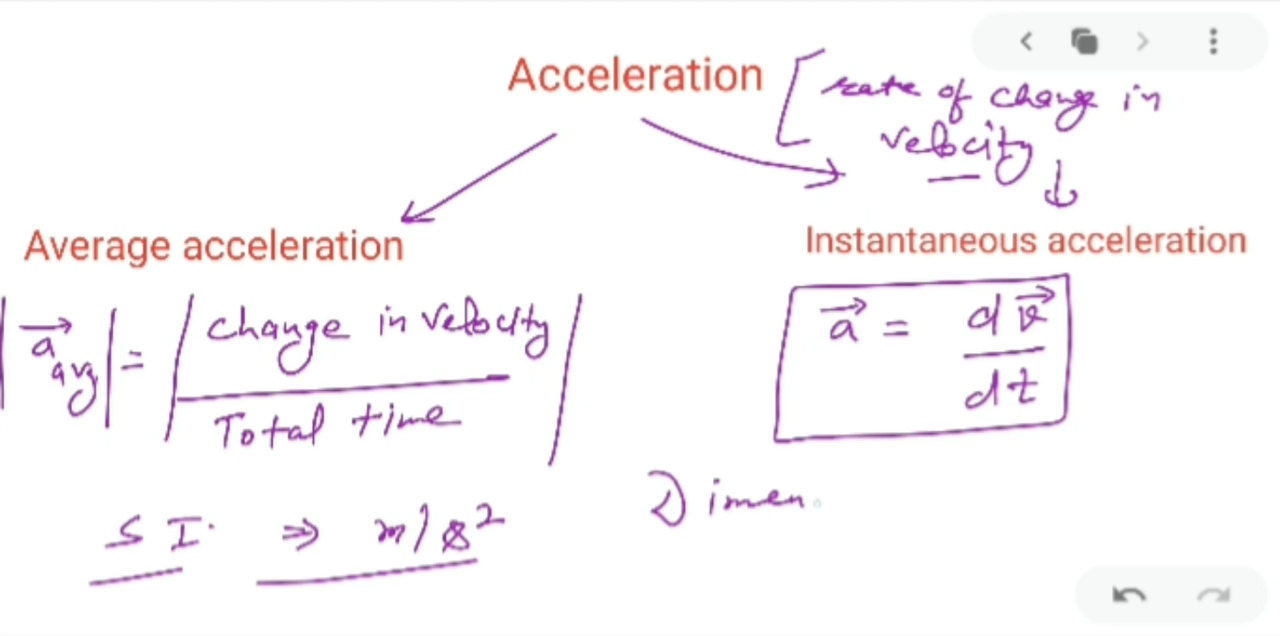 Acceleration [rate of change in
velocity
Average acceleration
Instantaneous acceleration
|a⃗avg| = |change in velocity / Total time|
a⃗ = dv⃗/dt
SI. ⇒ m/s²
Dimen.